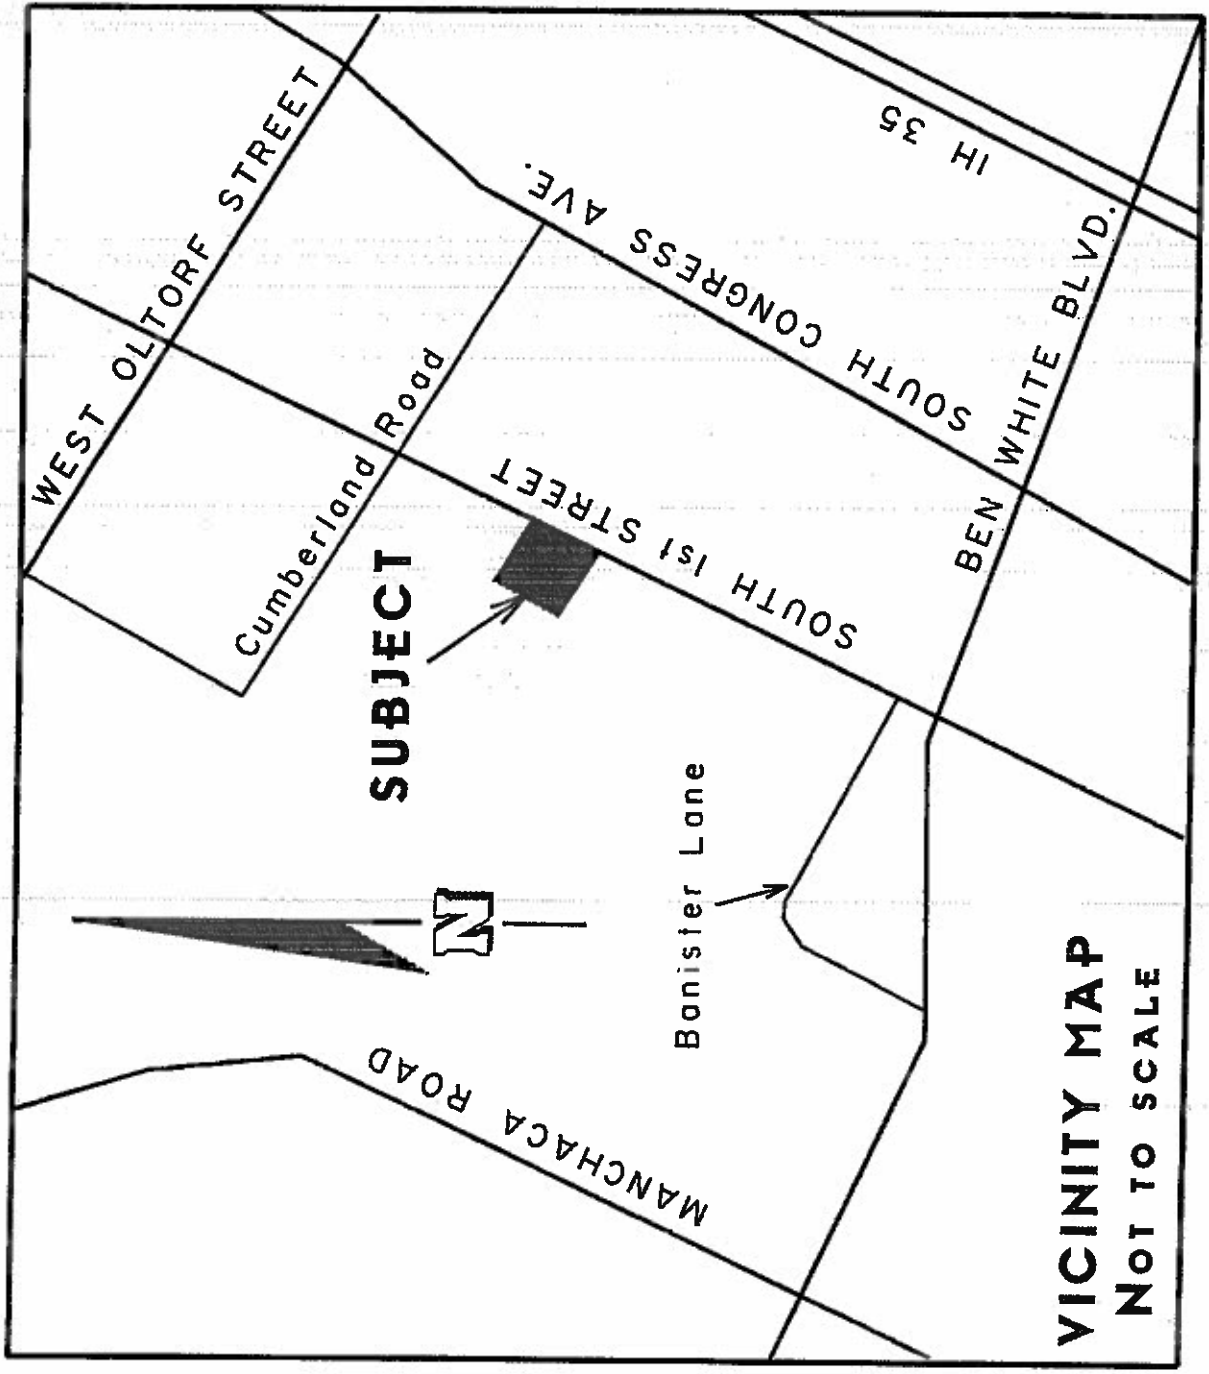 WEST OLTORF STREET
Cumberland Road
SOUTH CONGRESS AVE.
IH 35
SUBJECT
SOUTH 1st STREET
BEN WHITE BLVD.
N
Banister Lane
MANCHACA ROAD
VICINITY MAP
NOT TO SCALE